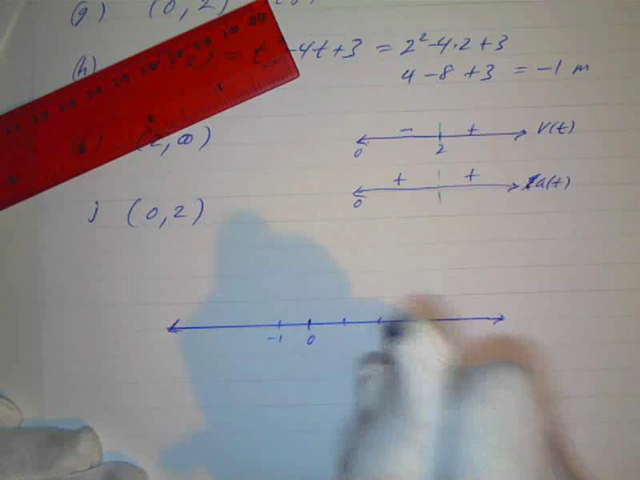 (g) (0,2)
(h) = t -4t+3 = 2²-4·2+3
4-8+3 = -1 m
,∞)
- + v(t)
0 2
+ + a(t)
0
j (0,2)
-1 0